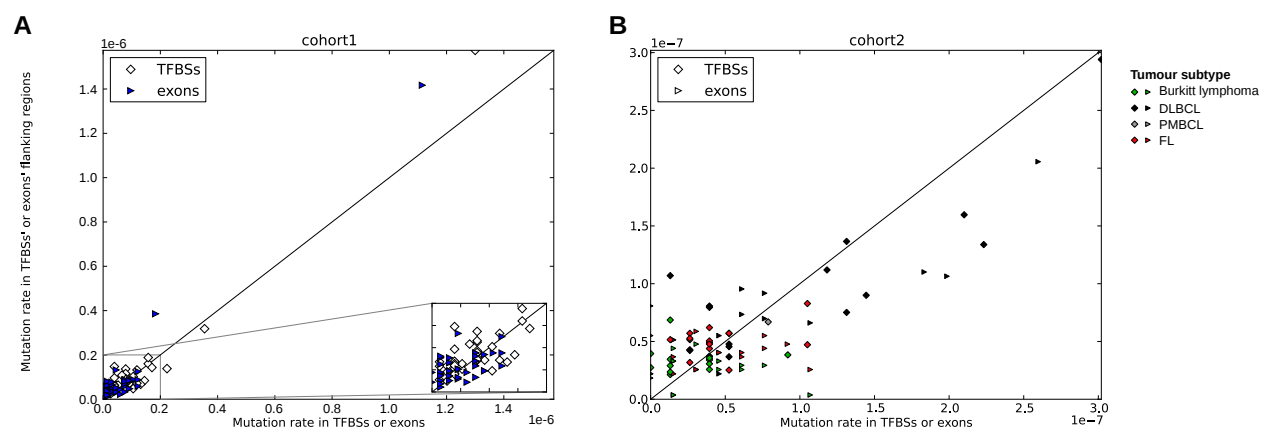 A
cohort1
1e-6
TFBSs
exons
Mutation rate in TFBSs' or exons' flanking regions
1.4
1.2
1.0
0.8
0.6
0.4
0.2
0.0
0.0 0.2 0.4 0.6 0.8 1.0 1.2 1.4
1e-6
Mutation rate in TFBSs or exons
B
cohort2
1e-7
TFBSs
exons
3.0
2.5
2.0
1.5
1.0
0.5
0.0
0.0 0.5 1.0 1.5 2.0 2.5 3.0
1e-7
Mutation rate in TFBSs or exons
Tumour subtype
Burkitt lymphoma
DLBCL
PMBCL
FL